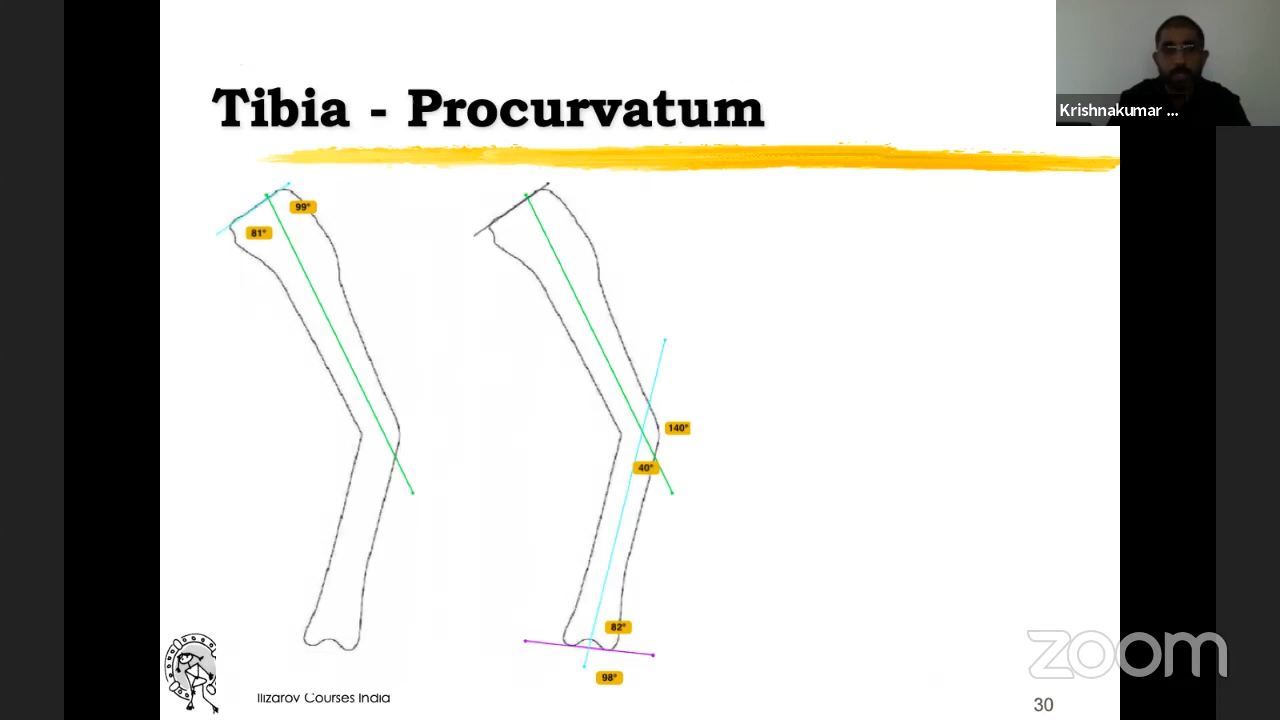 Krishnakumar ...
Tibia - Procurvatum
99°
81°
140°
40°
82°
98°
Ilizarov Courses India
zoom
30